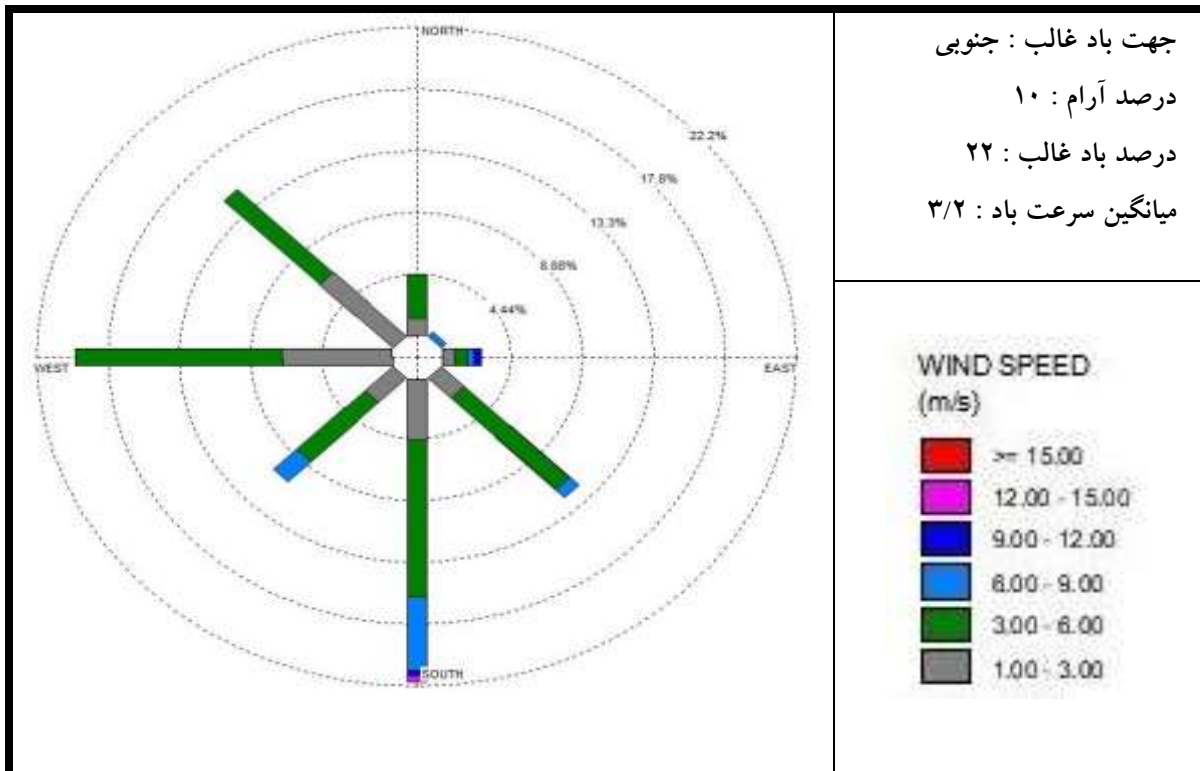 NORTH
22.2%
17.8%
13.3%
8.88%
4.44%
WEST
EAST
SOUTH
جهت باد غالب : جنوبی
درصد آرام : ۱۰
درصد باد غالب : ۲۲
میانگین سرعت باد : ۳/۲
WIND SPEED
(m/s)
>= 15.00
12.00 - 15.00
9.00 - 12.00
6.00 - 9.00
3.00 - 6.00
1.00 - 3.00